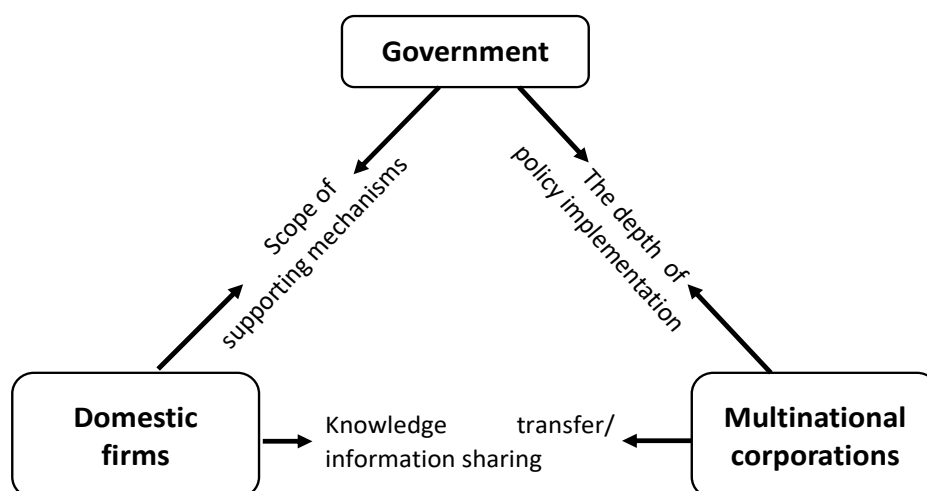 Government
Scope of
supporting mechanisms
The depth of
policy implementation
Domestic
firms
Knowledge transfer/
information sharing
Multinational
corporations